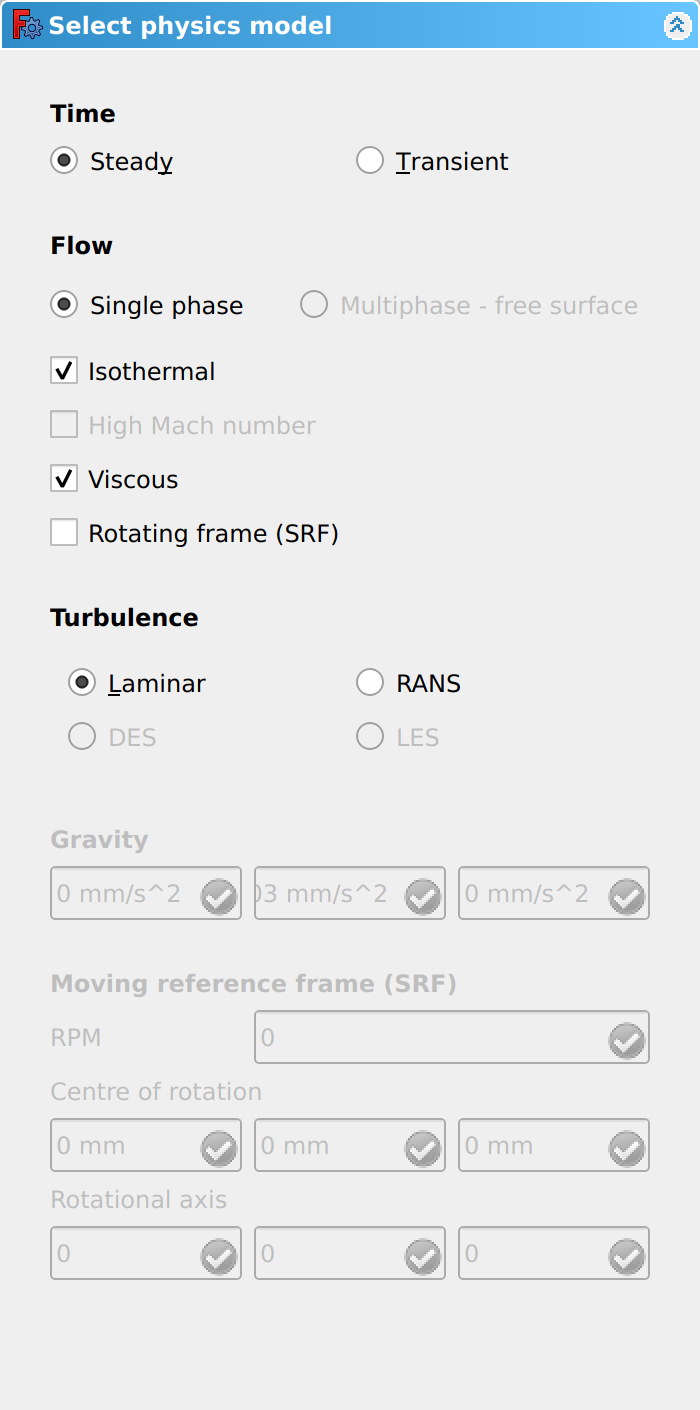 Select physics model
Time
Steady Transient
Flow
Single phase Multiphase - free surface
Isothermal
High Mach number
Viscous
Rotating frame (SRF)
Turbulence
Laminar RANS
DES LES
Gravity
0 mm/s^2 03 mm/s^2 0 mm/s^2
Moving reference frame (SRF)
RPM 0
Centre of rotation
0 mm 0 mm 0 mm
Rotational axis
0 0 0